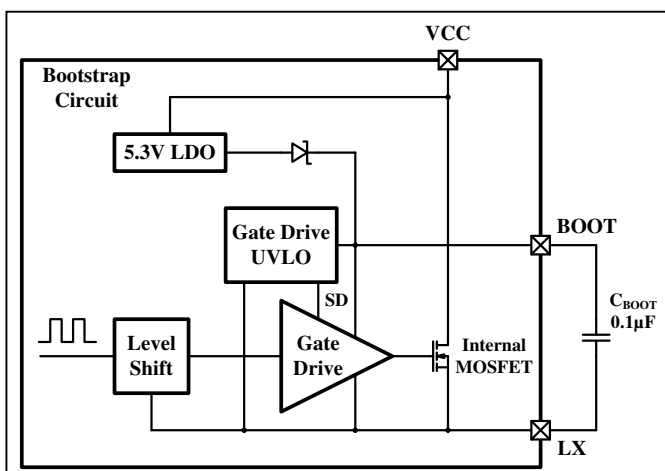 VCC
Bootstrap
Circuit
5.3V LDO
Gate Drive
UVLO
BOOT
SD
C_BOOT
0.1µF
Level
Shift
Gate
Drive
Internal
MOSFET
LX